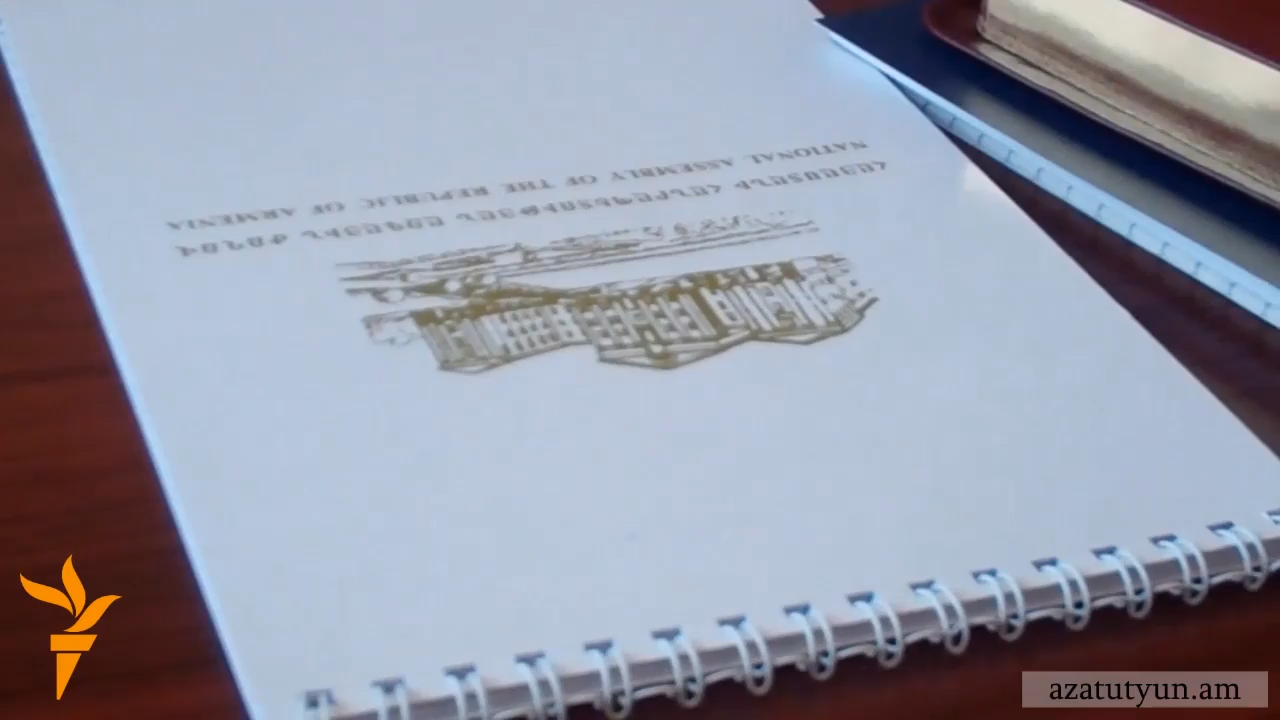 ՀԱՅԱՍՏԱՆԻ ՀԱՆՐԱՊԵՏՈՒԹՅԱՆ ԱԶԳԱՅԻՆ ԺՈՂՈՎ
NATIONAL ASSEMBLY OF THE REPUBLIC OF ARMENIA
azatutyun.am